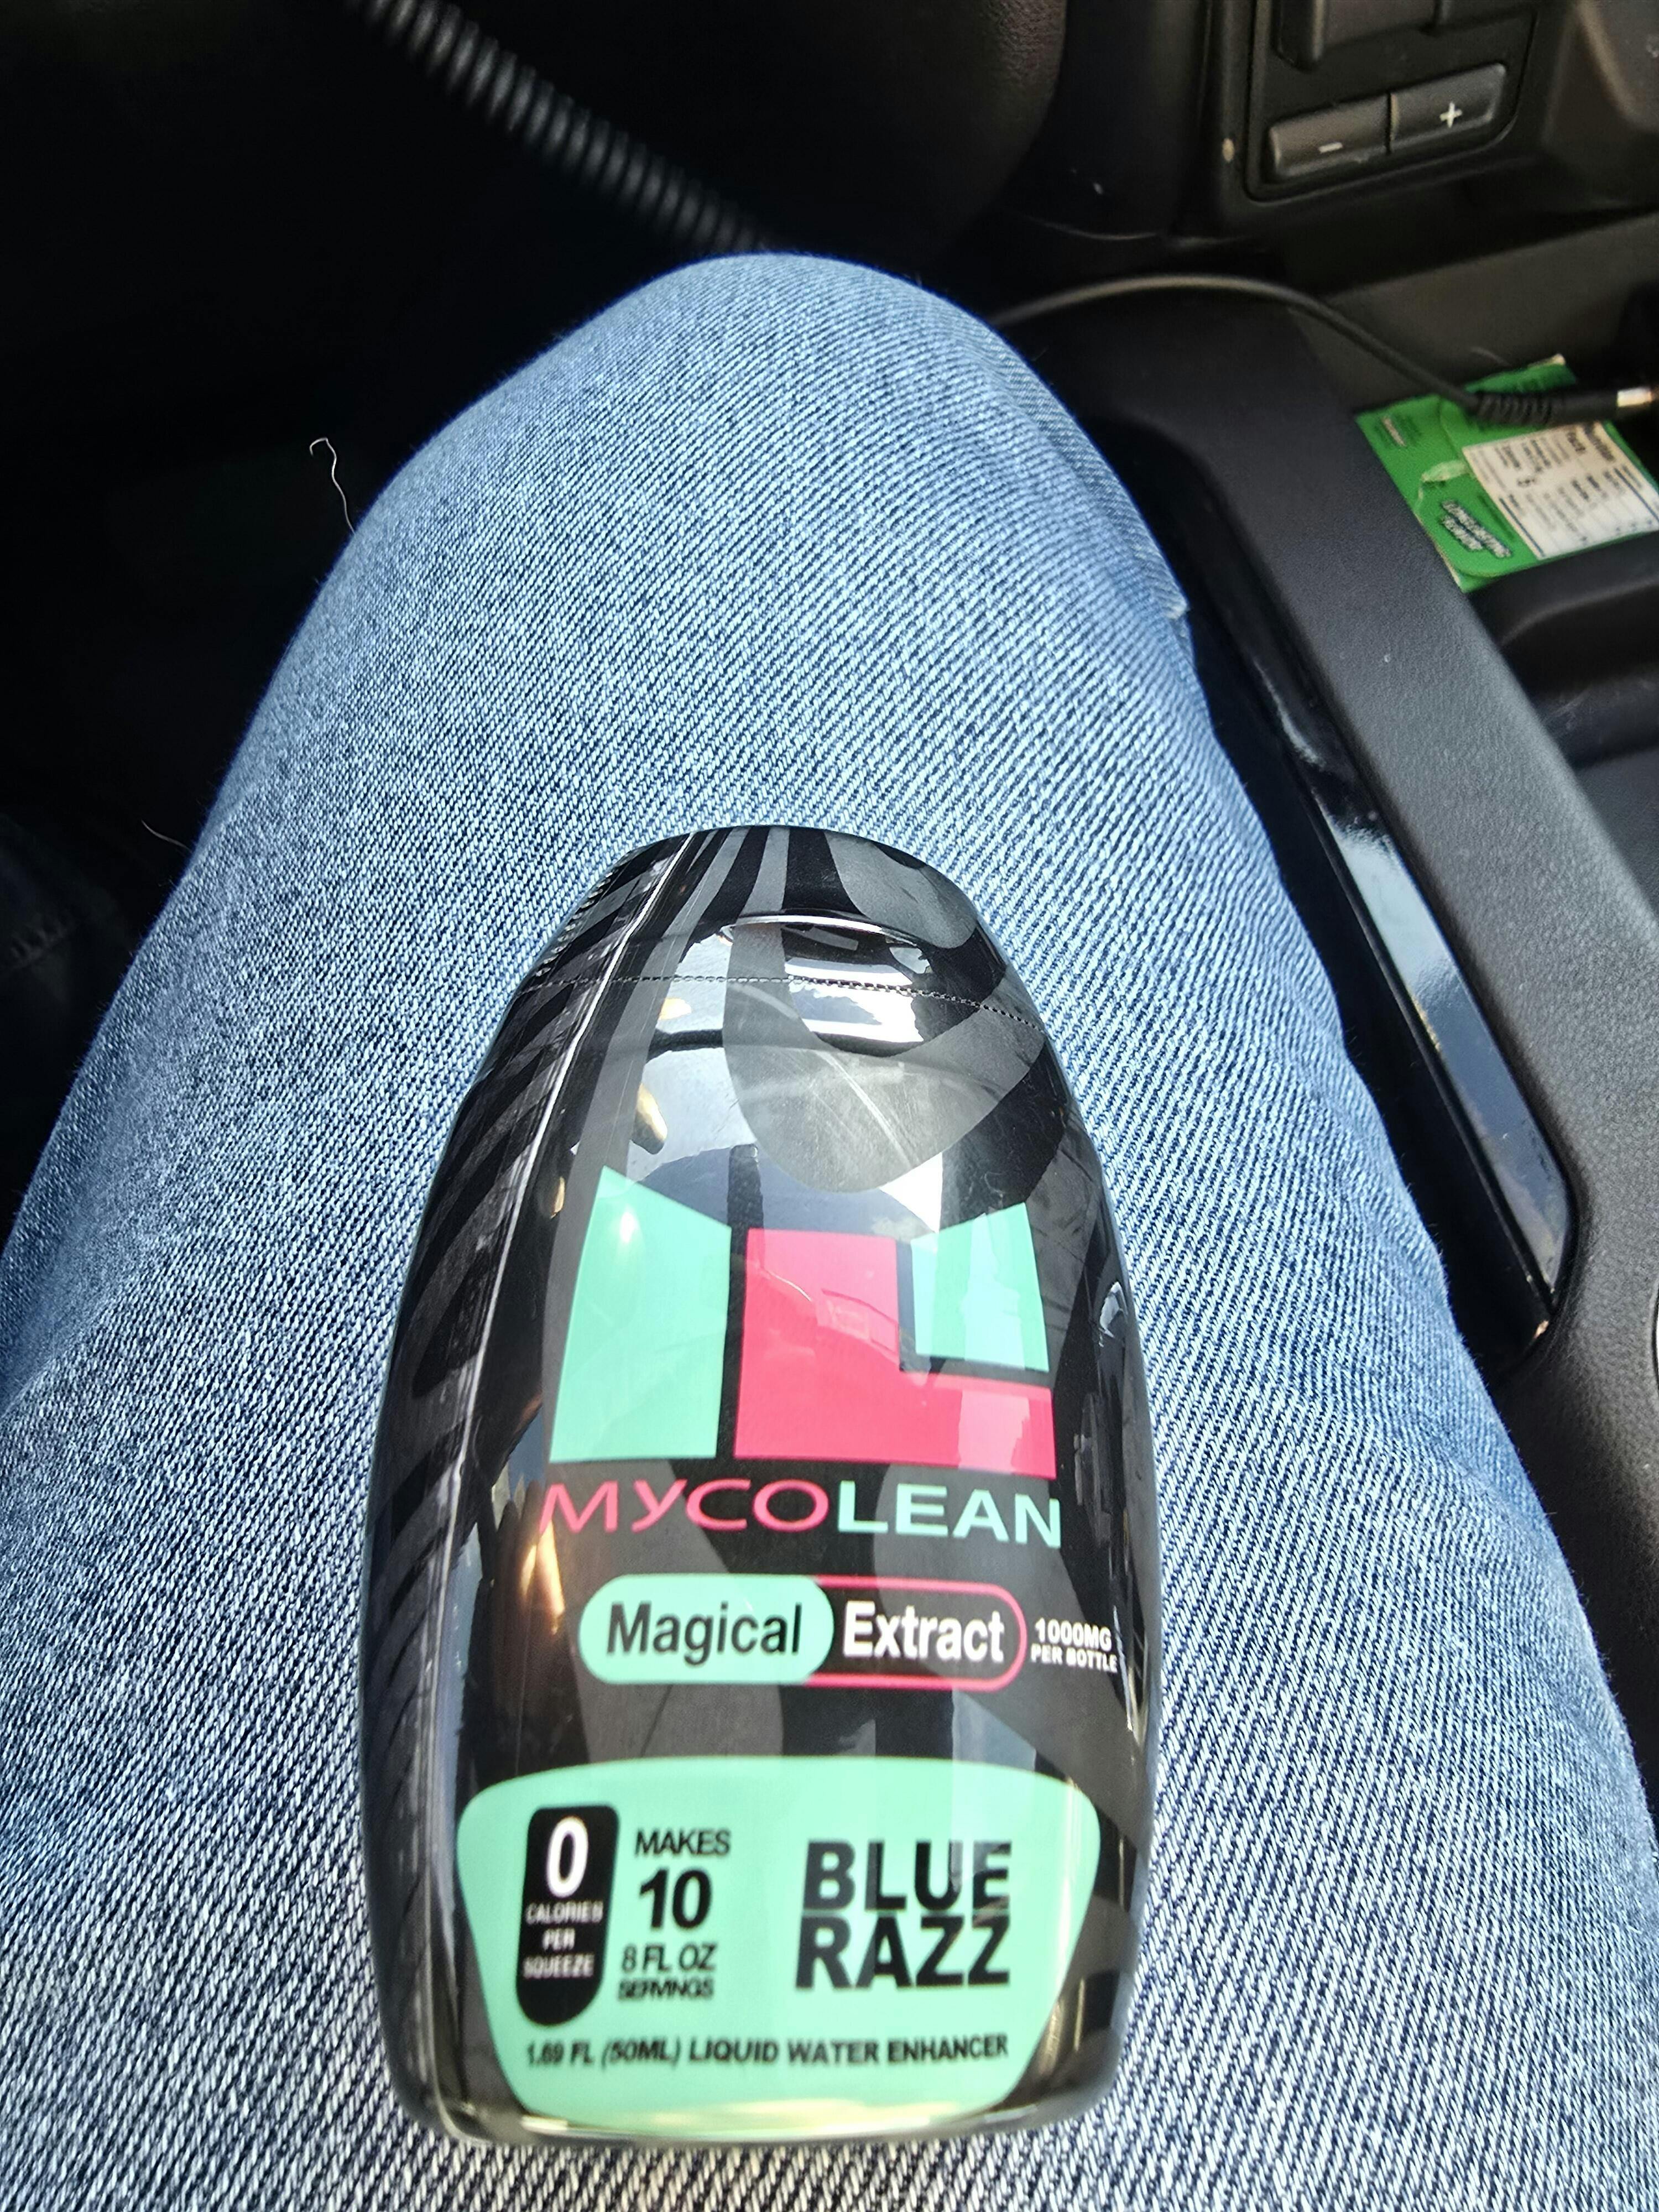 - +
MYCOLEAN
Magical Extract 1000MG
PER BOTTLE
0
CALORIES
PER
SQUEEZE
MAKES
10
8 FL OZ
SERVINGS
BLUE
RAZZ
1.69 FL (50ML) LIQUID WATER ENHANCER